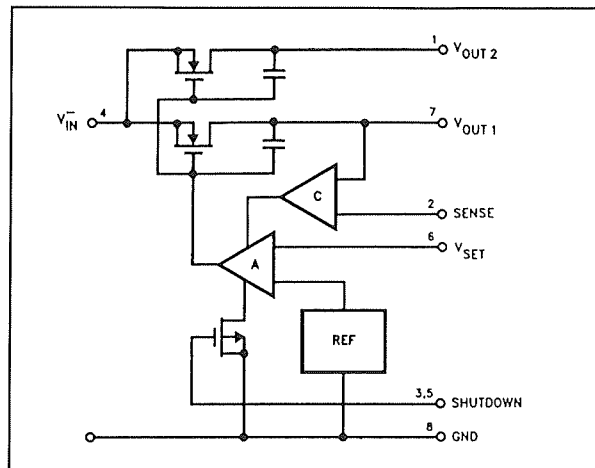 1 V OUT 2
V IN⁻ 4
7 V OUT 1
C
2 SENSE
6 V SET
A
REF
3,5 SHUTDOWN
8 GND